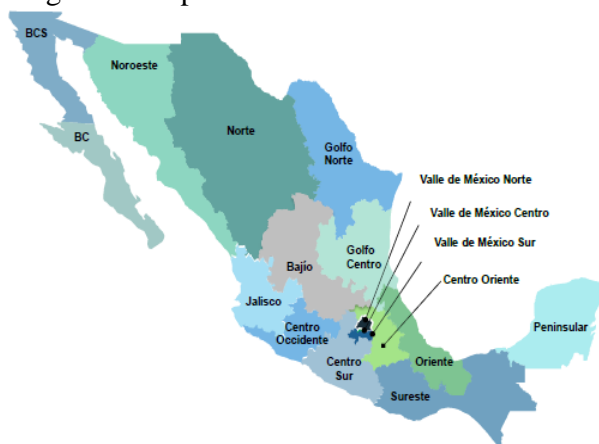 BCS
Noroeste
BC
Norte
Golfo
Norte
Valle de México Norte
Valle de México Centro
Valle de México Sur
Golfo
Centro
Bajío
Centro Oriente
Jalisco
Centro
Occidente
Peninsular
Centro
Sur
Oriente
Sureste